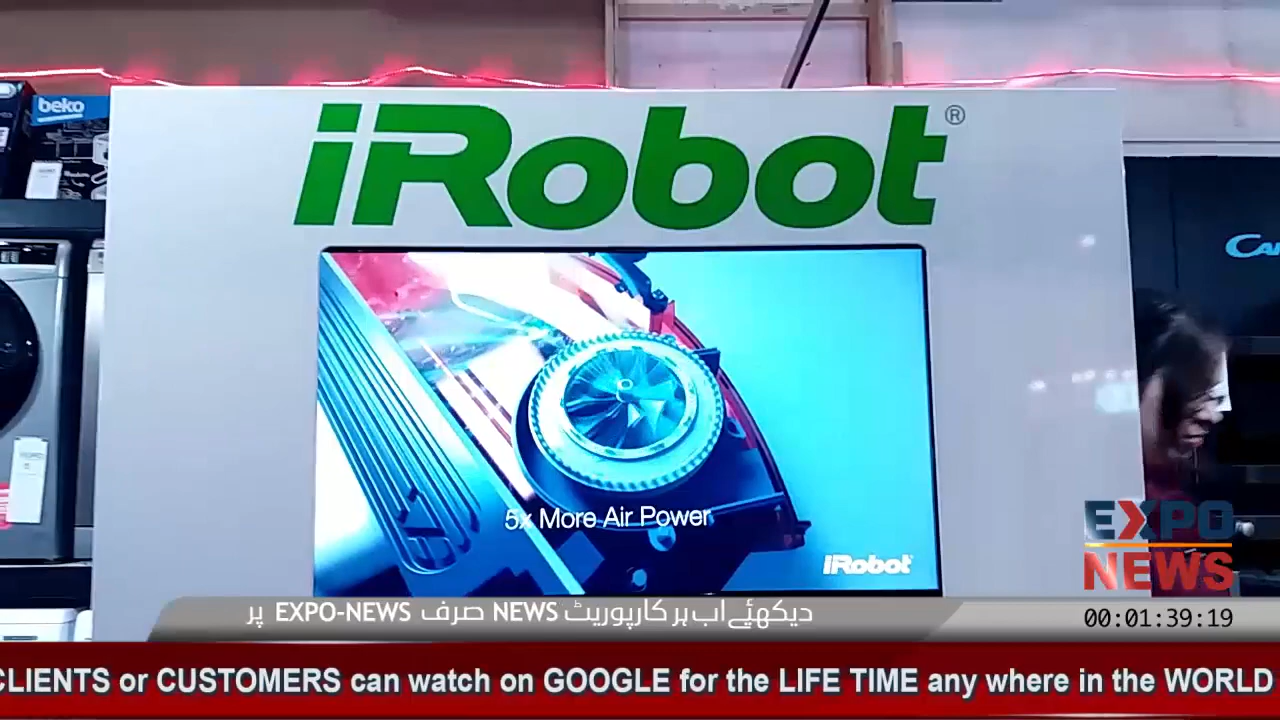 beko
iRobot®
5x More Air Power
iRobot
EXPO
NEWS
00:01:39:19
دیکھئیے اب ہر کارپوریٹ NEWS صرف EXPO-NEWS پر
CLIENTS or CUSTOMERS can watch on GOOGLE for the LIFE TIME any where in the WORLD